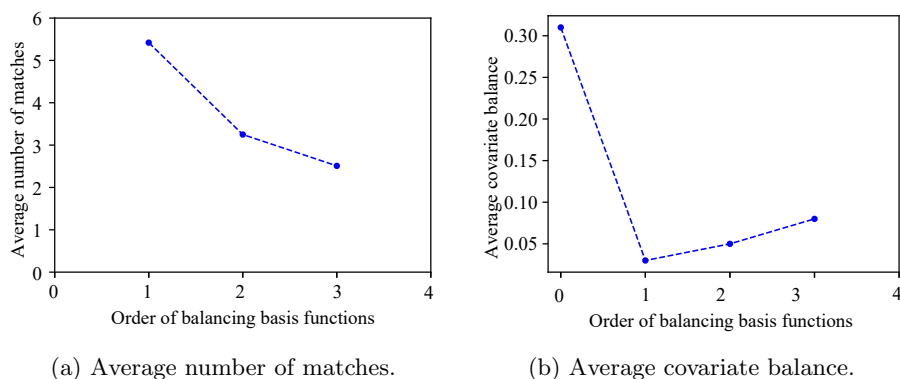 6
5
4
3
2
1
0
Average number of matches
0 1 2 3 4
Order of balancing basis functions
(a) Average number of matches.
0.30
0.25
0.20
0.15
0.10
0.05
Average covariate balance
0 1 2 3 4
Order of balancing basis functions
(b) Average covariate balance.